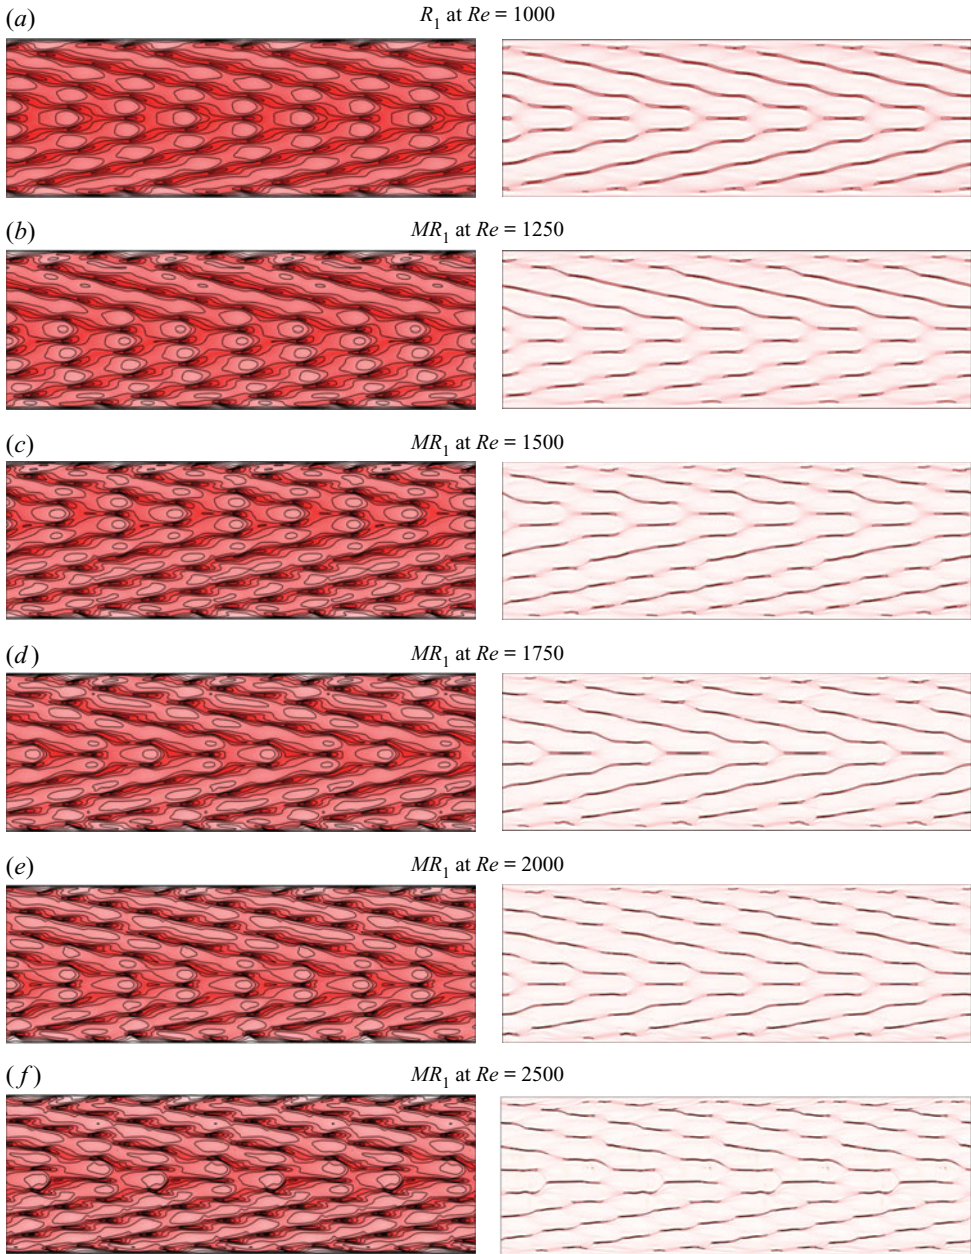 (a) R1 at Re = 1000
(b) MR1 at Re = 1250
(c) MR1 at Re = 1500
(d) MR1 at Re = 1750
(e) MR1 at Re = 2000
(f) MR1 at Re = 2500